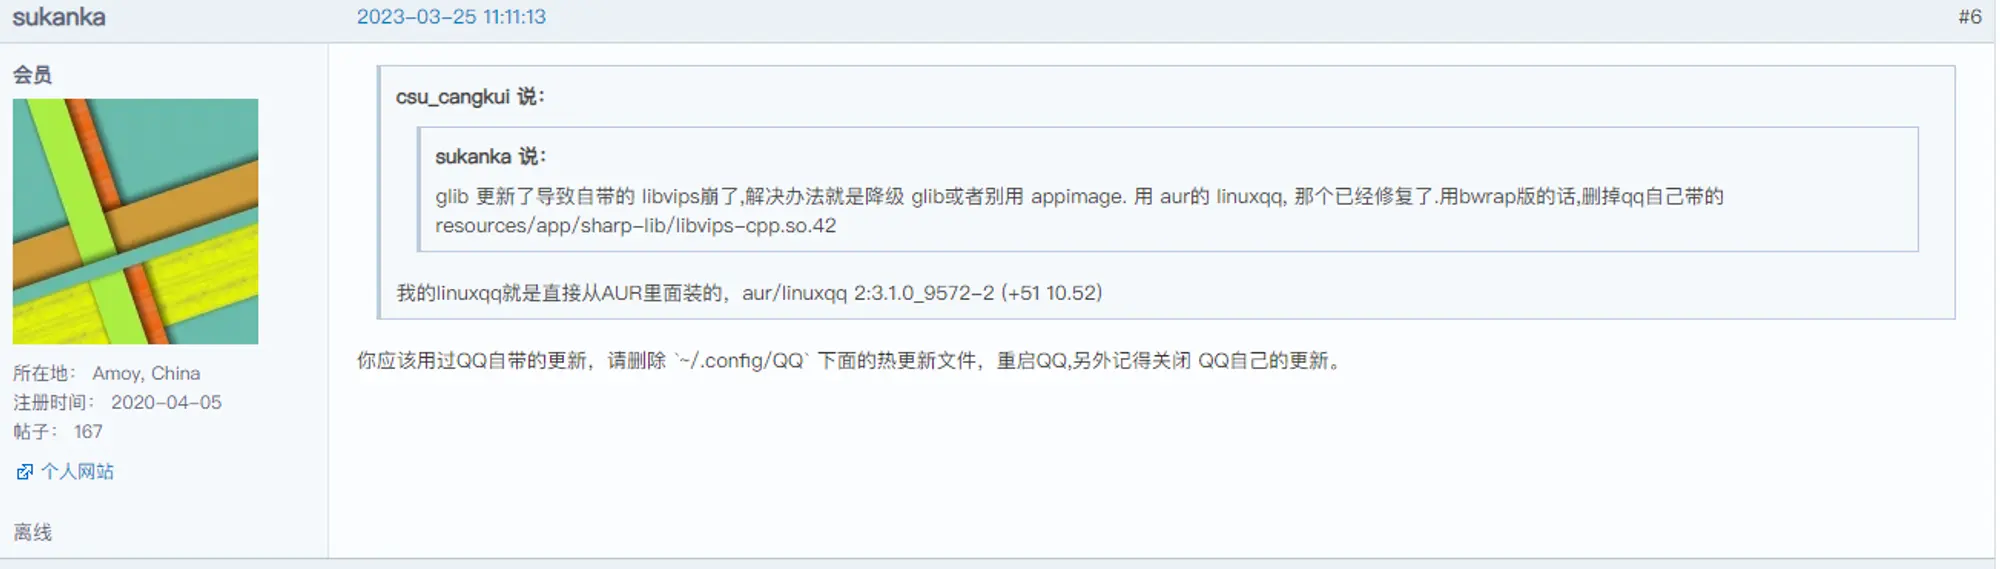 sukanka
2023-03-25 11:11:13
#6
会员
所在地： Amoy, China
注册时间： 2020-04-05
帖子： 167
个人网站
离线
csu_cangkui 说：
sukanka 说：
glib 更新了导致自带的 libvips崩了,解决办法就是降级 glib或者别用 appimage. 用 aur的 linuxqq, 那个已经修复了.用bwrap版的话,删掉qq自己带的
resources/app/sharp-lib/libvips-cpp.so.42
我的linuxqq就是直接从AUR里面装的，aur/linuxqq 2:3.1.0_9572-2 (+51 10.52)
你应该用过QQ自带的更新，请删除 `~/.config/QQ` 下面的热更新文件，重启QQ,另外记得关闭 QQ自己的更新。